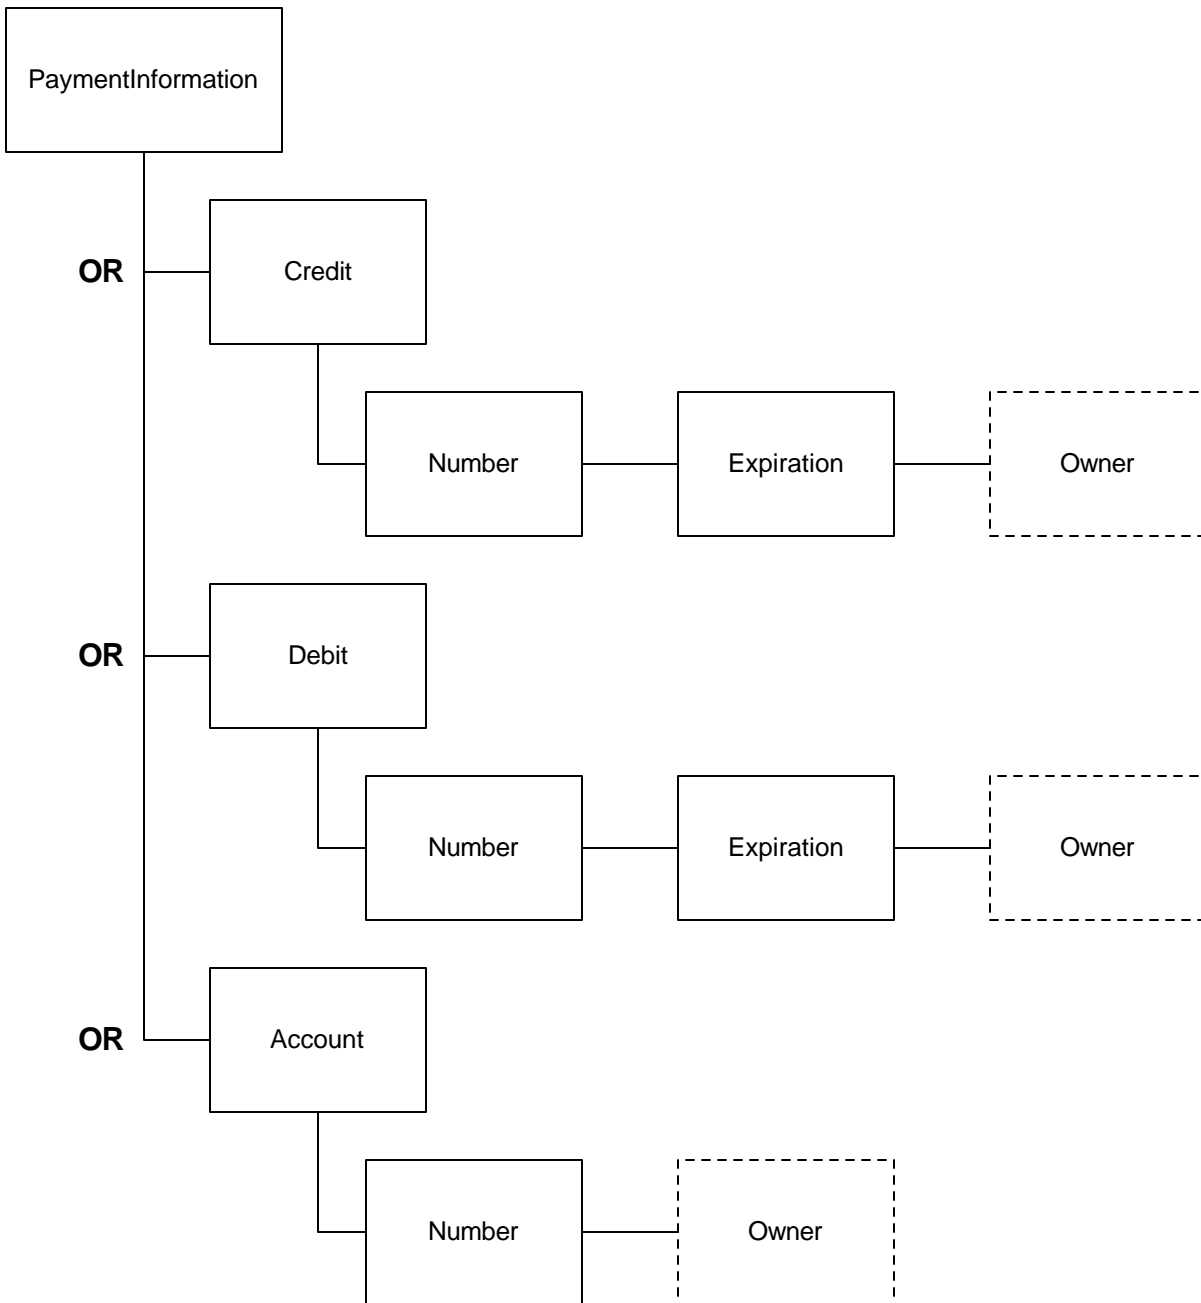 PaymentInformation
OR
Credit
Number
Expiration
Owner
OR
Debit
Number
Expiration
Owner
OR
Account
Number
Owner